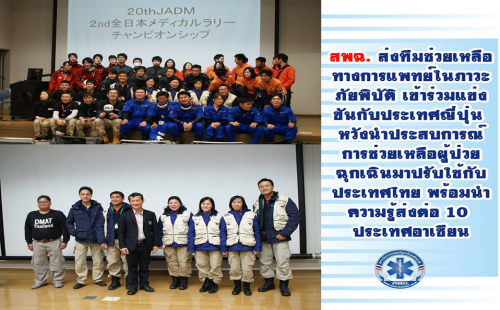 20thJADM
2nd全日本メディカルラリー
チャンピオンシップ
DMAT
Thailand
สพฉ. ส่งทีมช่วยเหลือ
ทางการแพทย์ในภาวะ
ภัยพิบัติ เข้าร่วมแข่ง
ขันกับประเทศญี่ปุ่น
หวังนำประสบการณ์
การช่วยเหลือผู้ป่วย
ฉุกเฉินมาปรับใช้กับ
ประเทศไทย พร้อมนำ
ความรู้ส่งต่อ 10
ประเทศอาเซียน
สพฉ.